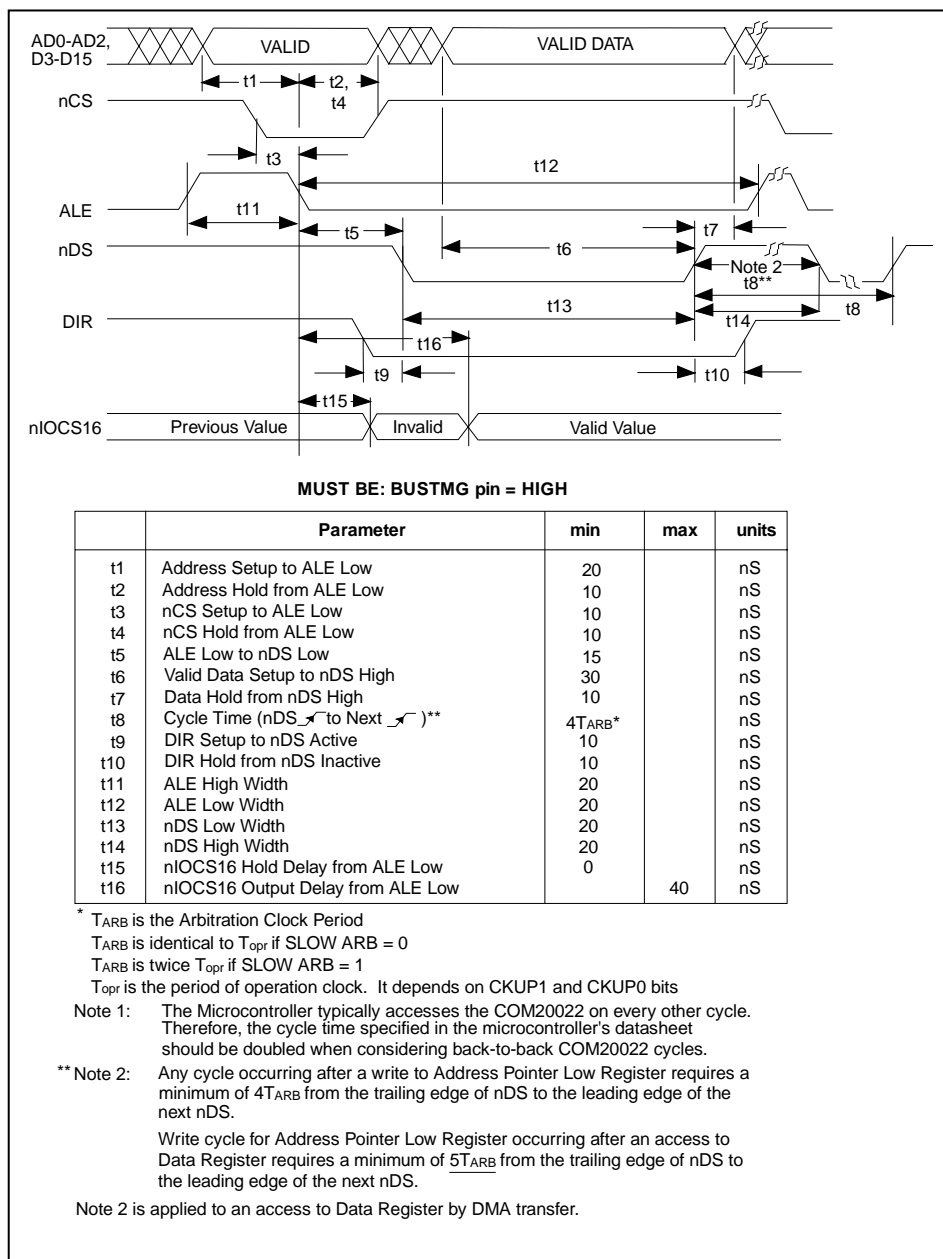 AD0-AD2,
D3-D15
VALID
VALID DATA
t1
t2,
t4
nCS
t3
t12
ALE
t11
t5
t7
nDS
t6
Note 2
t8**
t8
t13
t14
DIR
t16
t9
t10
t15
nIOCS16
Previous Value
Invalid
Valid Value
MUST BE: BUSTMG pin = HIGH
Parameter min max units
t1 Address Setup to ALE Low 20 nS
t2 Address Hold from ALE Low 10 nS
t3 nCS Setup to ALE Low 10 nS
t4 nCS Hold from ALE Low 10 nS
t5 ALE Low to nDS Low 15 nS
t6 Valid Data Setup to nDS High 30 nS
t7 Data Hold from nDS High 10 nS
t8 Cycle Time (nDS to Next )** 4TARB* nS
t9 DIR Setup to nDS Active 10 nS
t10 DIR Hold from nDS Inactive 10 nS
t11 ALE High Width 20 nS
t12 ALE Low Width 20 nS
t13 nDS Low Width 20 nS
t14 nDS High Width 20 nS
t15 nIOCS16 Hold Delay from ALE Low 0 nS
t16 nIOCS16 Output Delay from ALE Low 40 nS
* TARB is the Arbitration Clock Period
TARB is identical to Topr if SLOW ARB = 0
TARB is twice Topr if SLOW ARB = 1
Topr is the period of operation clock. It depends on CKUP1 and CKUP0 bits
Note 1: The Microcontroller typically accesses the COM20022 on every other cycle.
Therefore, the cycle time specified in the microcontroller's datasheet
should be doubled when considering back-to-back COM20022 cycles.
** Note 2: Any cycle occurring after a write to Address Pointer Low Register requires a
minimum of 4TARB from the trailing edge of nDS to the leading edge of the
next nDS.
Write cycle for Address Pointer Low Register occurring after an access to
Data Register requires a minimum of 5TARB from the trailing edge of nDS to
the leading edge of the next nDS.
Note 2 is applied to an access to Data Register by DMA transfer.